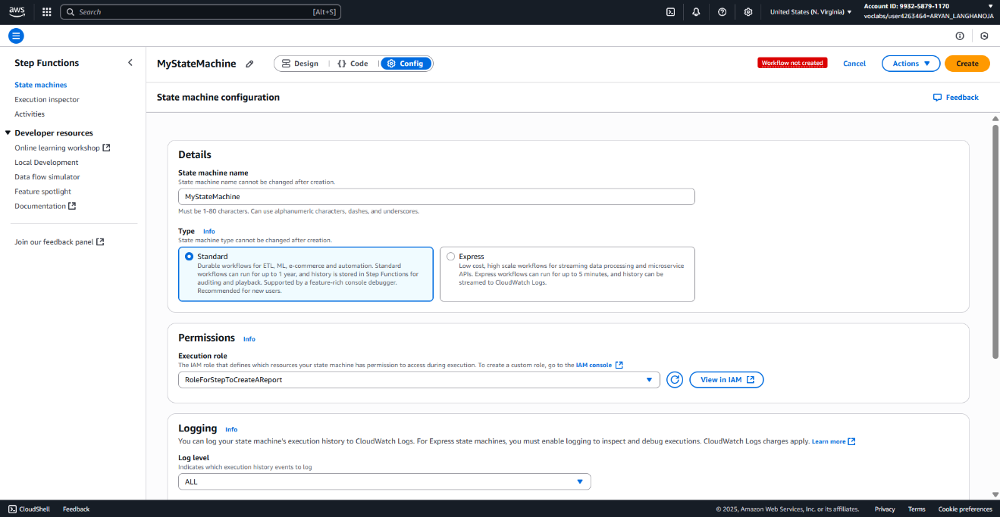 aws
Search
[Alt+S]
United States (N. Virginia)
Account ID: 9932-5879-1170
voclabs/user4263464=ARYAN_LANGHANOJA
Step Functions
State machines
Execution inspector
Activities
Developer resources
Online learning workshop
Local Development
Data flow simulator
Feature spotlight
Documentation
Join our feedback panel
MyStateMachine
Design
{} Code
Config
Workflow not created
Cancel
Actions
Create
State machine configuration
Feedback
Details
State machine name
State machine name cannot be changed after creation.
MyStateMachine
Must be 1-80 characters. Can use alphanumeric characters, dashes, and underscores.
Type Info
State machine type cannot be changed after creation.
Standard
Durable workflows for ETL, ML, e-commerce and automation. Standard
workflows can run for up to 1 year, and history is stored in Step Functions for
auditing and playback. Supported by a feature-rich console debugger.
Recommended for new users.
Express
Low cost, high scale workflows for streaming data processing and microservice
APIs. Express workflows can run for up to 5 minutes, and history can be
streamed to CloudWatch Logs.
Permissions Info
Execution role
The IAM role that defines which resources your state machine has permission to access during execution. To create a custom role, go to the IAM console
RoleForStepToCreateAReport
View in IAM
Logging Info
You can log your state machine's execution history to CloudWatch Logs. For Express state machines, you must enable logging to inspect and debug executions. CloudWatch Logs charges apply. Learn more
Log level
Indicates which execution history events to log
ALL
CloudShell
Feedback
© 2025, Amazon Web Services, Inc. or its affiliates.
Privacy
Terms
Cookie preferences